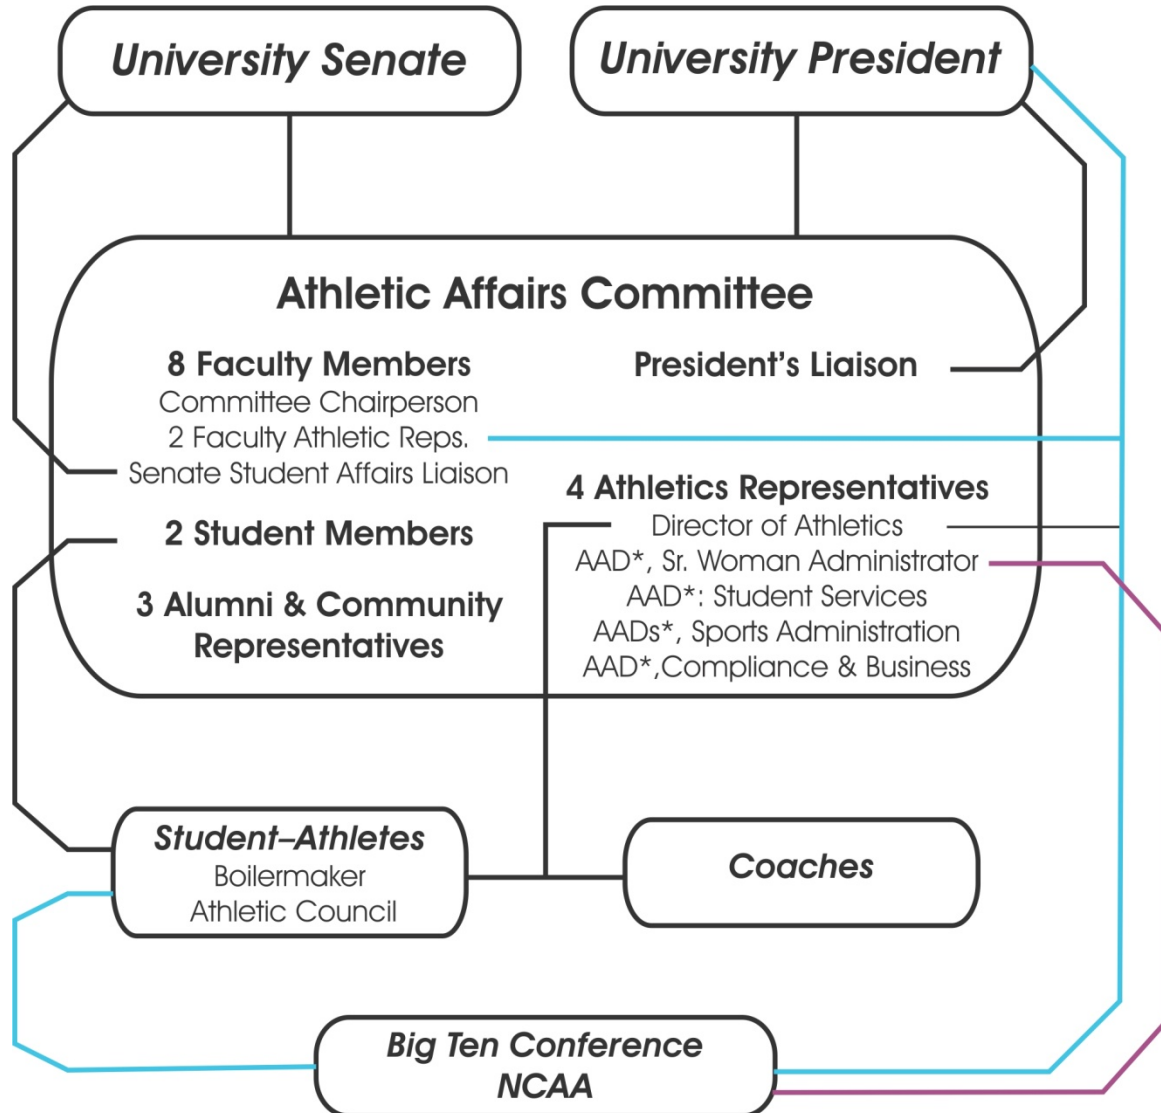 University Senate
University President
Athletic Affairs Committee
8 Faculty Members
Committee Chairperson
2 Faculty Athletic Reps.
Senate Student Affairs Liaison
2 Student Members
3 Alumni & Community
Representatives
President's Liaison
4 Athletics Representatives
Director of Athletics
AAD*, Sr. Woman Administrator
AAD*: Student Services
AADs*, Sports Administration
AAD*,Compliance & Business
Student–Athletes
Boilermaker
Athletic Council
Coaches
Big Ten Conference
NCAA